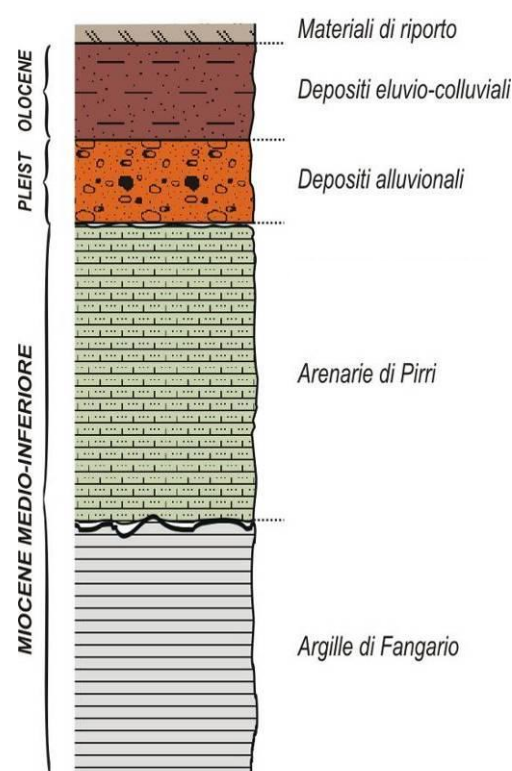 Materiali di riporto
OLOCENE
Depositi eluvio-colluviali
PLEIST
Depositi alluvionali
MIOCENE MEDIO-INFERIORE
Arenarie di Pirri
Argille di Fangario